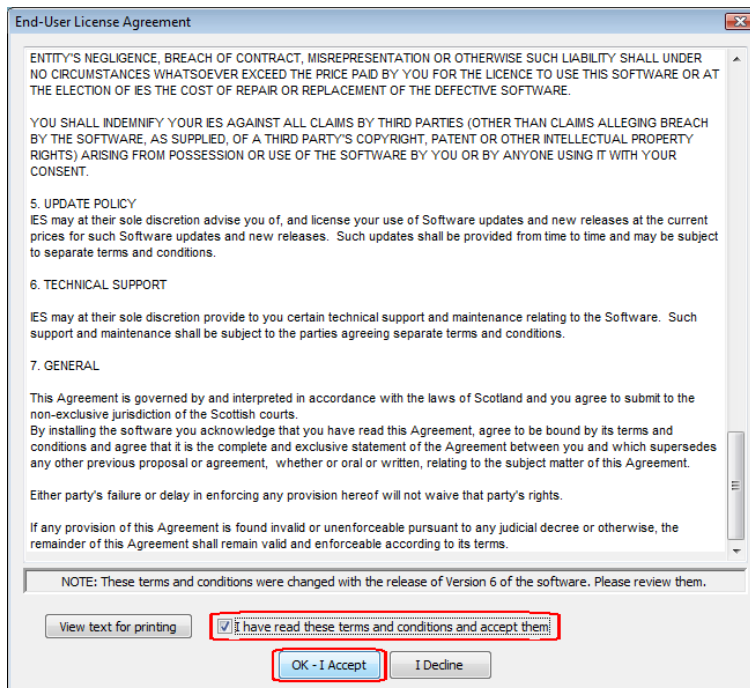 End-User License Agreement
ENTITY'S NEGLIGENCE, BREACH OF CONTRACT, MISREPRESENTATION OR OTHERWISE SUCH LIABILITY SHALL UNDER
NO CIRCUMSTANCES WHATSOEVER EXCEED THE PRICE PAID BY YOU FOR THE LICENCE TO USE THIS SOFTWARE OR AT
THE ELECTION OF IES THE COST OF REPAIR OR REPLACEMENT OF THE DEFECTIVE SOFTWARE.
YOU SHALL INDEMNIFY YOUR IES AGAINST ALL CLAIMS BY THIRD PARTIES (OTHER THAN CLAIMS ALLEGING BREACH
BY THE SOFTWARE, AS SUPPLIED, OF A THIRD PARTY'S COPYRIGHT, PATENT OR OTHER INTELLECTUAL PROPERTY
RIGHTS) ARISING FROM POSSESSION OR USE OF THE SOFTWARE BY YOU OR BY ANYONE USING IT WITH YOUR
CONSENT.
5. UPDATE POLICY
IES may at their sole discretion advise you of, and license your use of Software updates and new releases at the current
prices for such Software updates and new releases. Such updates shall be provided from time to time and may be subject
to separate terms and conditions.
6. TECHNICAL SUPPORT
IES may at their sole discretion provide to you certain technical support and maintenance relating to the Software. Such
support and maintenance shall be subject to the parties agreeing separate terms and conditions.
7. GENERAL
This Agreement is governed by and interpreted in accordance with the laws of Scotland and you agree to submit to the
non-exclusive jurisdiction of the Scottish courts.
By installing the software you acknowledge that you have read this Agreement, agree to be bound by its terms and
conditions and agree that it is the complete and exclusive statement of the Agreement between you and which supersedes
any other previous proposal or agreement, whether or oral or written, relating to the subject matter of this Agreement.
Either party's failure or delay in enforcing any provision hereof will not waive that party's rights.
If any provision of this Agreement is found invalid or unenforceable pursuant to any judicial decree or otherwise, the
remainder of this Agreement shall remain valid and enforceable according to its terms.
NOTE: These terms and conditions were changed with the release of Version 6 of the software. Please review them.
View text for printing
I have read these terms and conditions and accept them
OK - I Accept
I Decline